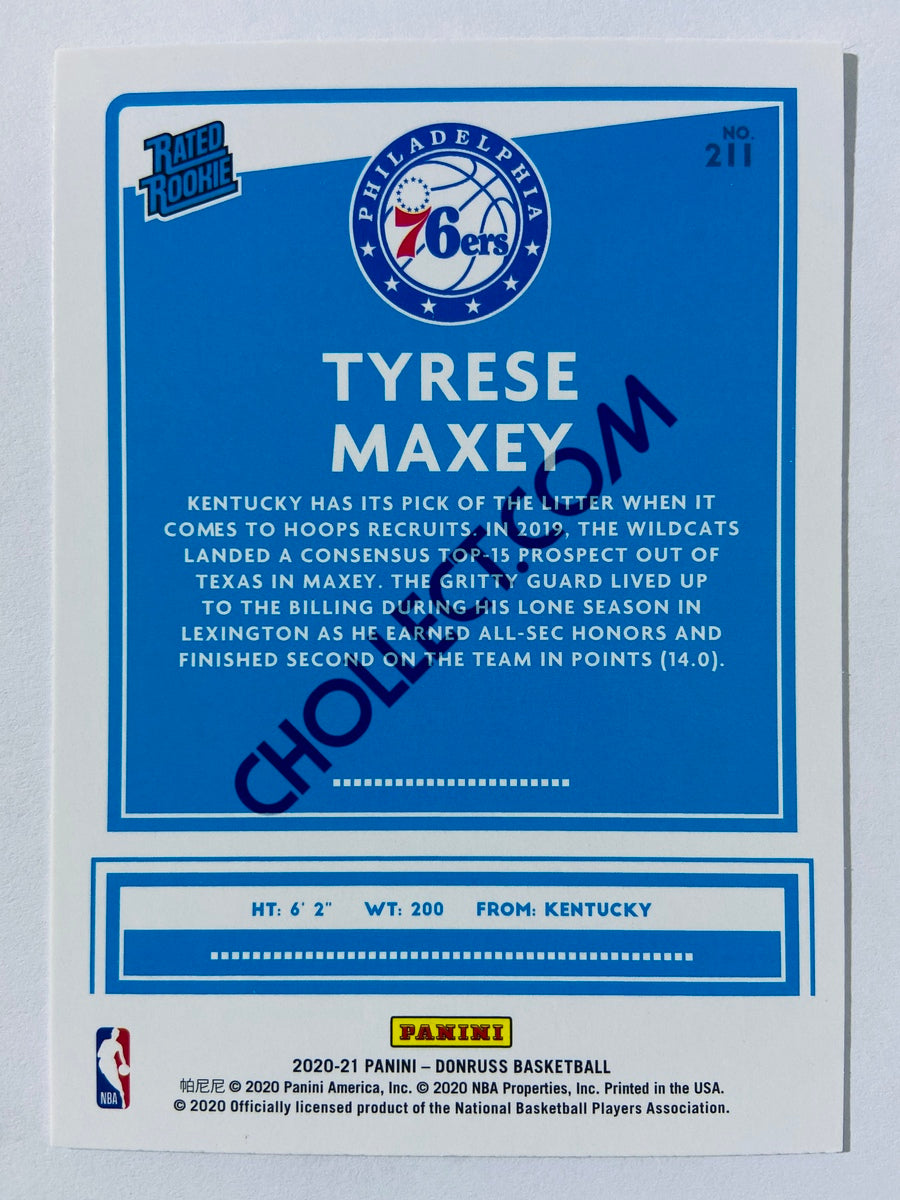 RATED
ROOKIE
PHILADELPHIA
76ers
NO.
211
TYRESE
MAXEY
KENTUCKY HAS ITS PICK OF THE LITTER WHEN IT
COMES TO HOOPS RECRUITS. IN 2019, THE WILDCATS
LANDED A CONSENSUS TOP-15 PROSPECT OUT OF
TEXAS IN MAXEY. THE GRITTY GUARD LIVED UP
TO THE BILLING DURING HIS LONE SEASON IN
LEXINGTON AS HE EARNED ALL-SEC HONORS AND
FINISHED SECOND ON THE TEAM IN POINTS (14.0).
CHOLLECT.COM
HT: 6' 2" WT: 200 FROM: KENTUCKY
PANINI
NBA
2020-21 PANINI – DONRUSS BASKETBALL
帕尼尼 © 2020 Panini America, Inc. © 2020 NBA Properties, Inc. Printed in the USA.
© 2020 Officially licensed product of the National Basketball Players Association.